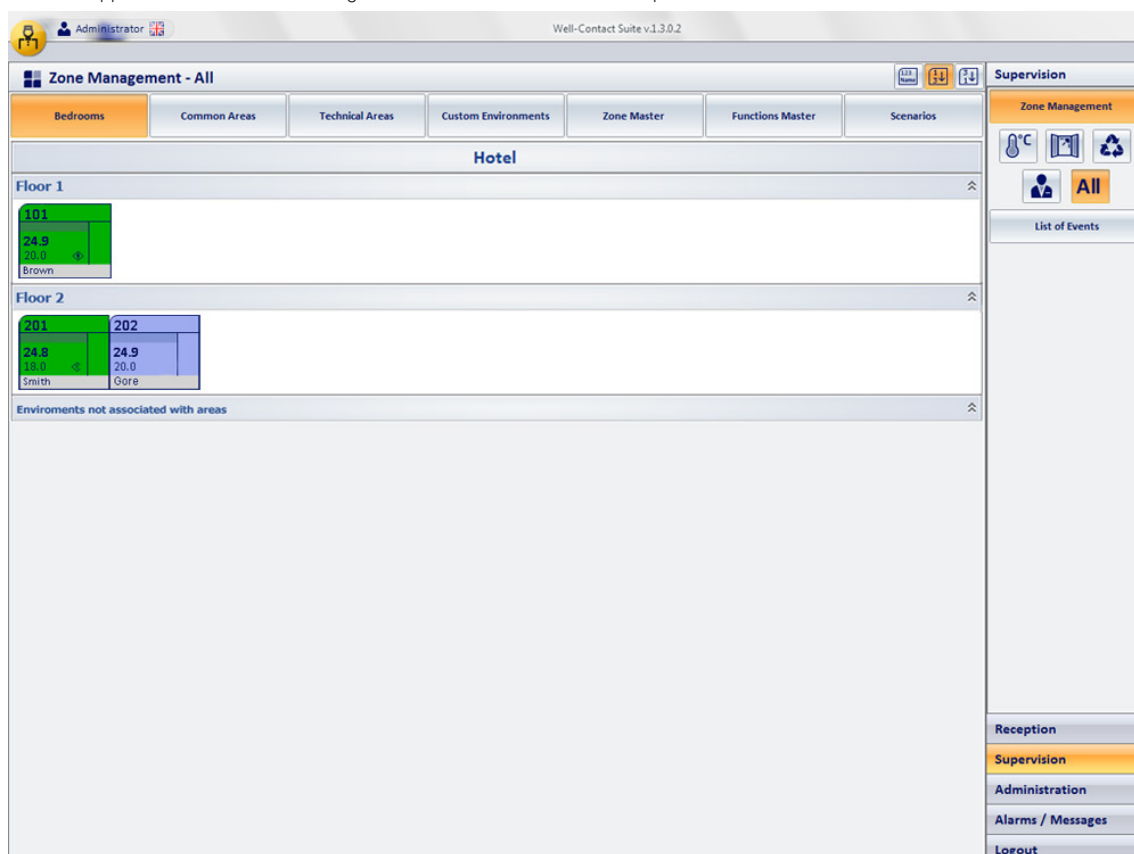 Administrator
Well-Contact Suite v.1.3.0.2
Zone Management - All
123
Name
Supervision
Bedrooms
Common Areas
Technical Areas
Custom Environments
Zone Master
Functions Master
Scenarios
Zone Management
Hotel
°C
All
List of Events
Floor 1
101
24.9
20.0
Brown
Floor 2
201
24.8
18.0
Smith
202
24.9
20.0
Gore
Enviroments not associated with areas
Reception
Supervision
Administration
Alarms / Messages
Logout